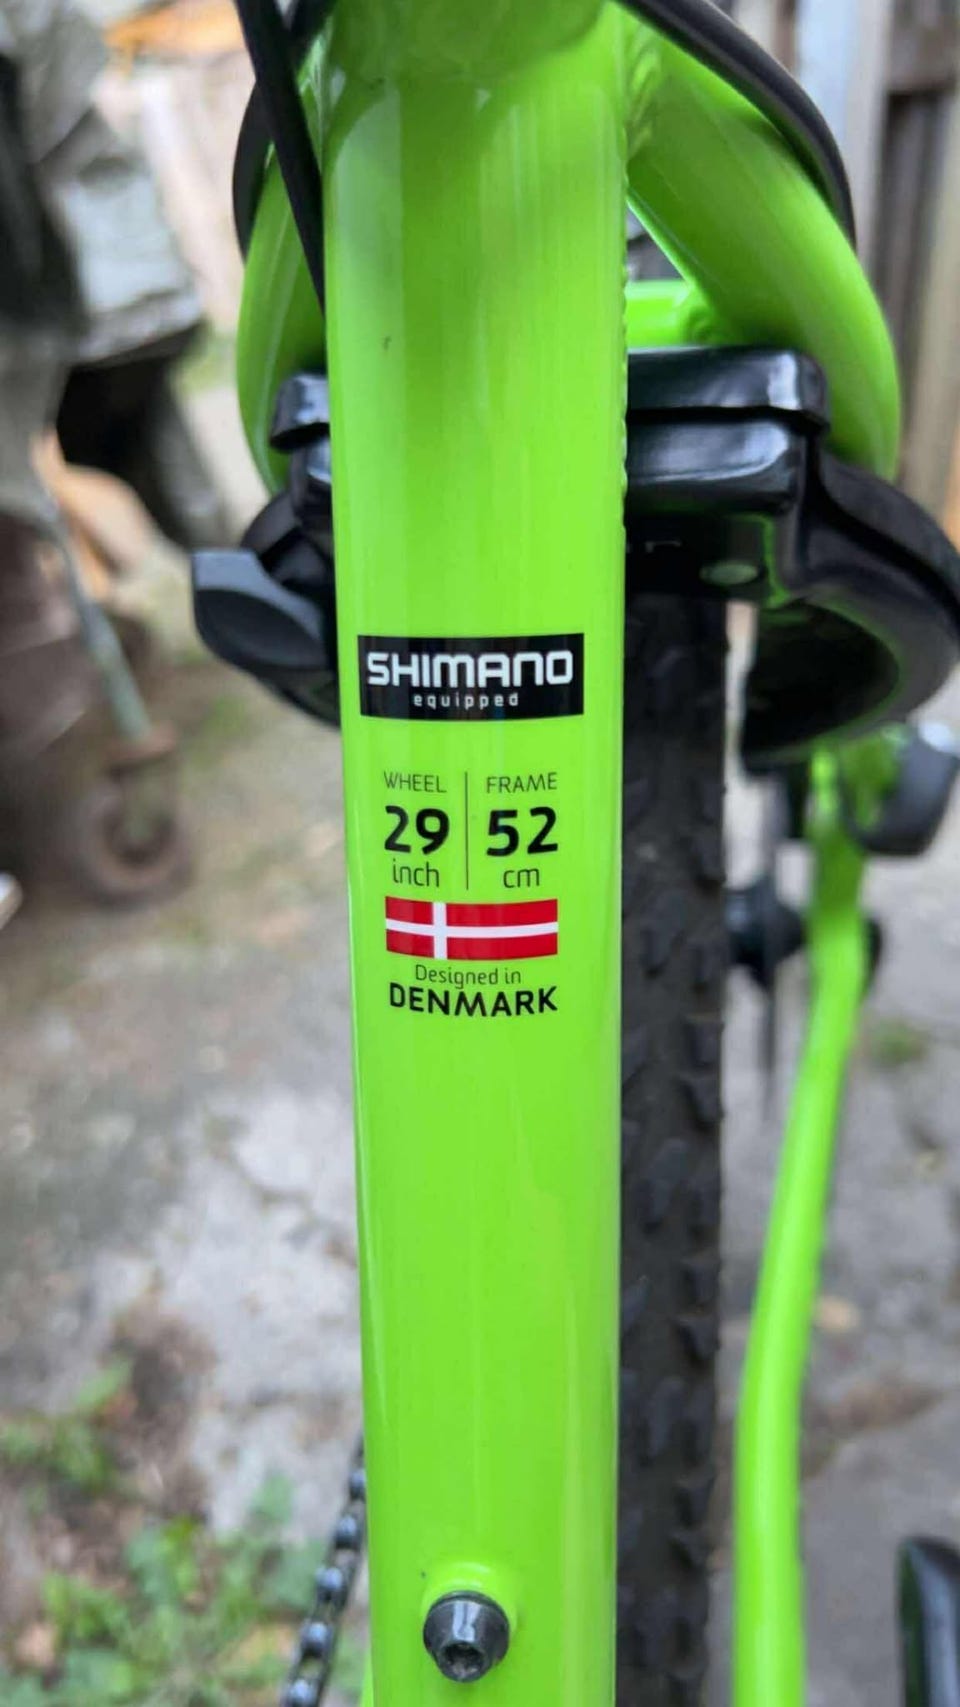 SHIMANO
equipped
WHEEL FRAME
29 52
inch cm
Designed in
DENMARK